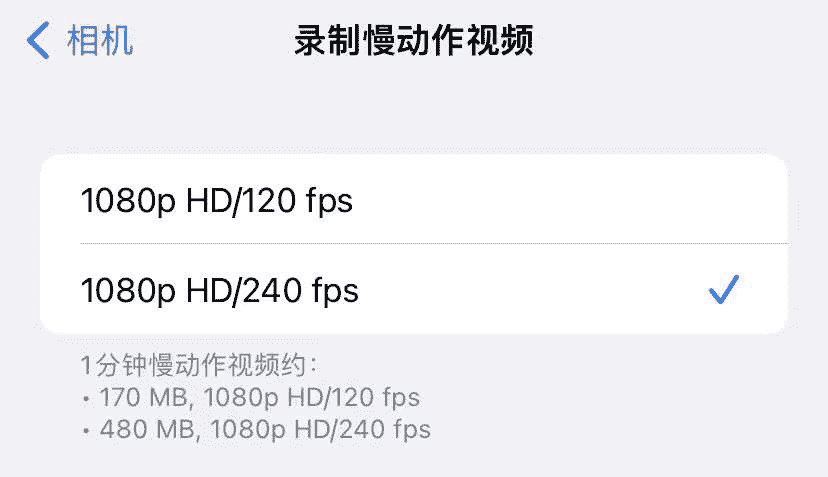 相机
录制慢动作视频
1080p HD/120 fps
1080p HD/240 fps
1分钟慢动作视频约：
• 170 MB, 1080p HD/120 fps
• 480 MB, 1080p HD/240 fps